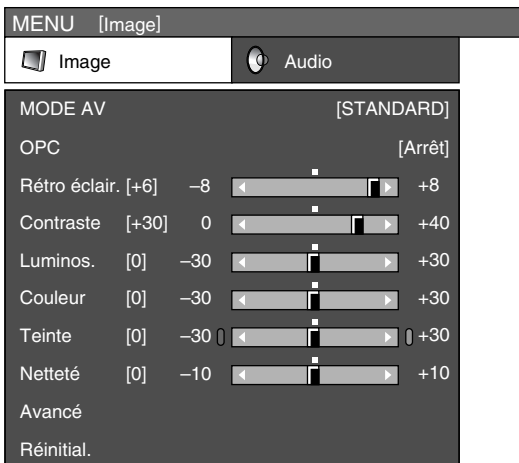 MENU [Image]
Image Audio
MODE AV [STANDARD]
OPC [Arrêt]
Rétro éclair. [+6] –8 +8
Contraste [+30] 0 +40
Luminos. [0] –30 +30
Couleur [0] –30 +30
Teinte [0] –30 +30
Netteté [0] –10 +10
Avancé
Réinitial.